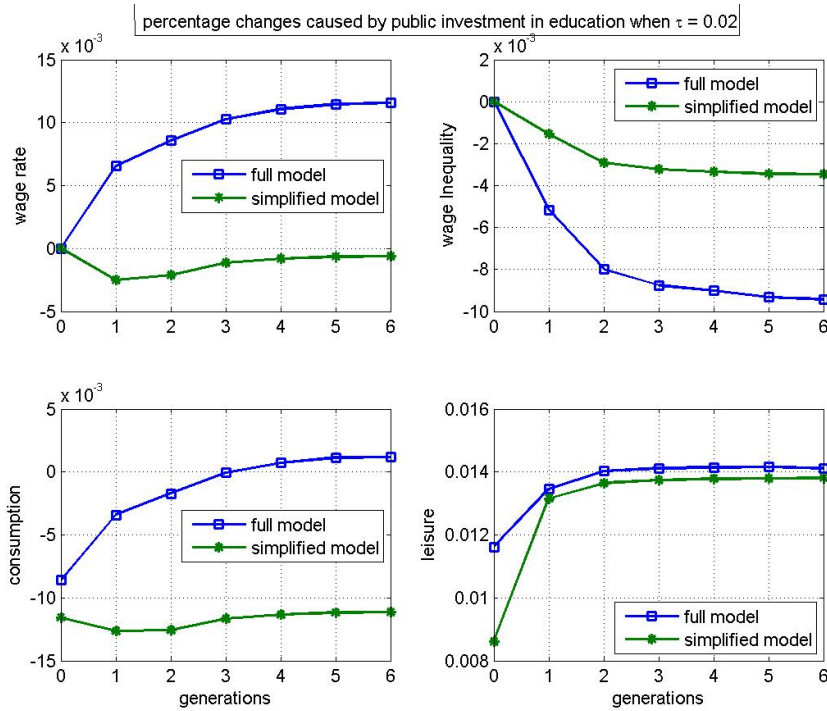 percentage changes caused by public investment in education when τ = 0.02
x 10⁻³
15
10
5
0
-5
wage rate
full model
simplified model
0 1 2 3 4 5 6
x 10⁻³
2
0
-2
-4
-6
-8
-10
wage Inequality
full model
simplified model
0 1 2 3 4 5 6
x 10⁻³
5
0
-5
-10
-15
consumption
full model
simplified model
0 1 2 3 4 5 6
generations
0.016
0.014
0.012
0.01
0.008
leisure
full model
simplified model
0 1 2 3 4 5 6
generations